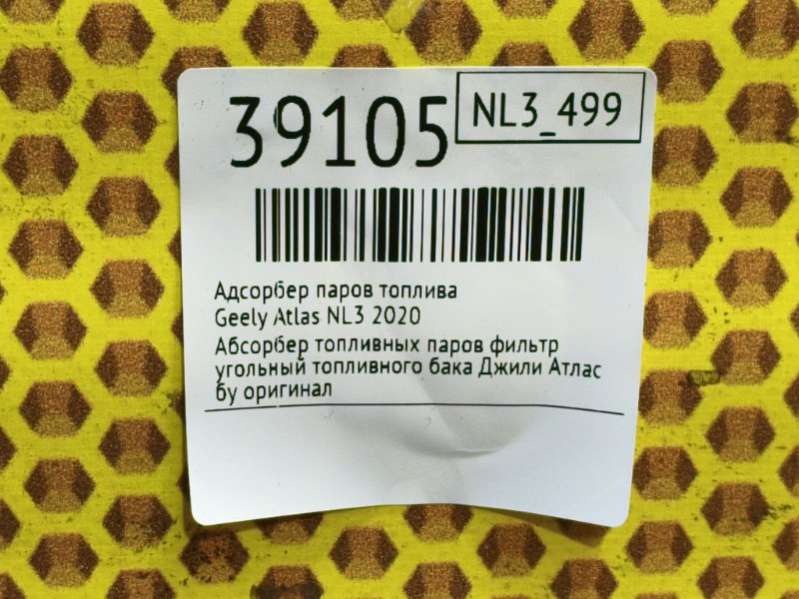 39105
NL3_499
Адсорбер паров топлива
Geely Atlas NL3 2020
Абсорбер топливных паров фильтр
угольный топливного бака Джили Атлас
бу оригинал